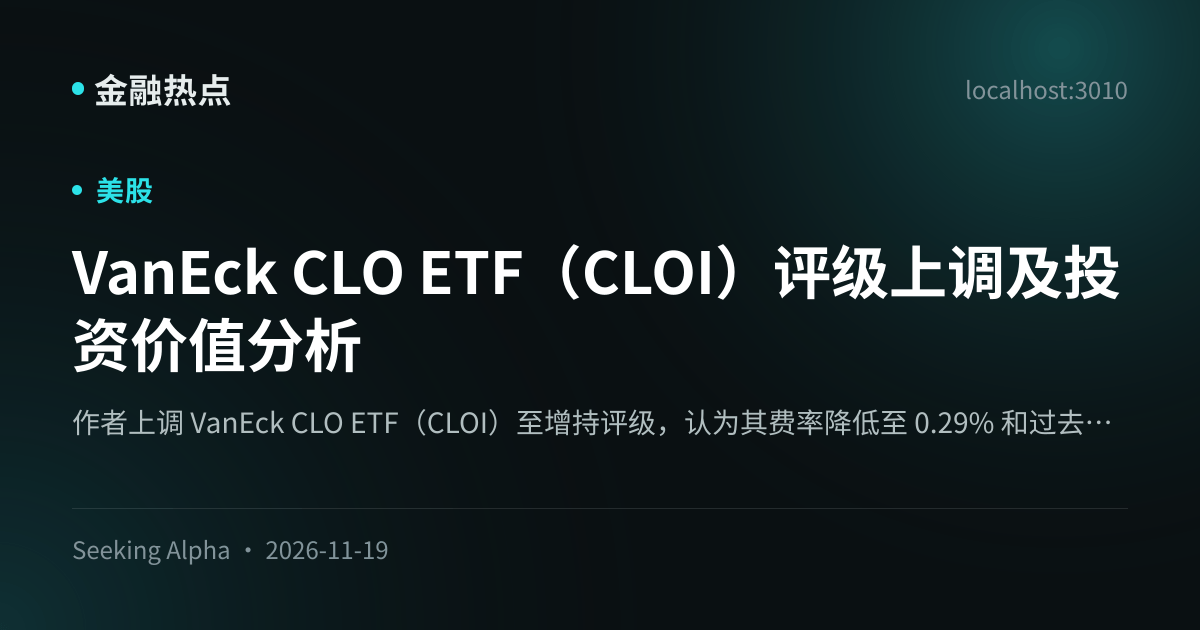 金融热点
localhost:3010
美股
VanEck CLO ETF（CLOI）评级上调及投
资价值分析
作者上调 VanEck CLO ETF（CLOI）至增持评级，认为其费率降低至 0.29% 和过去…
Seeking Alpha · 2026-11-19